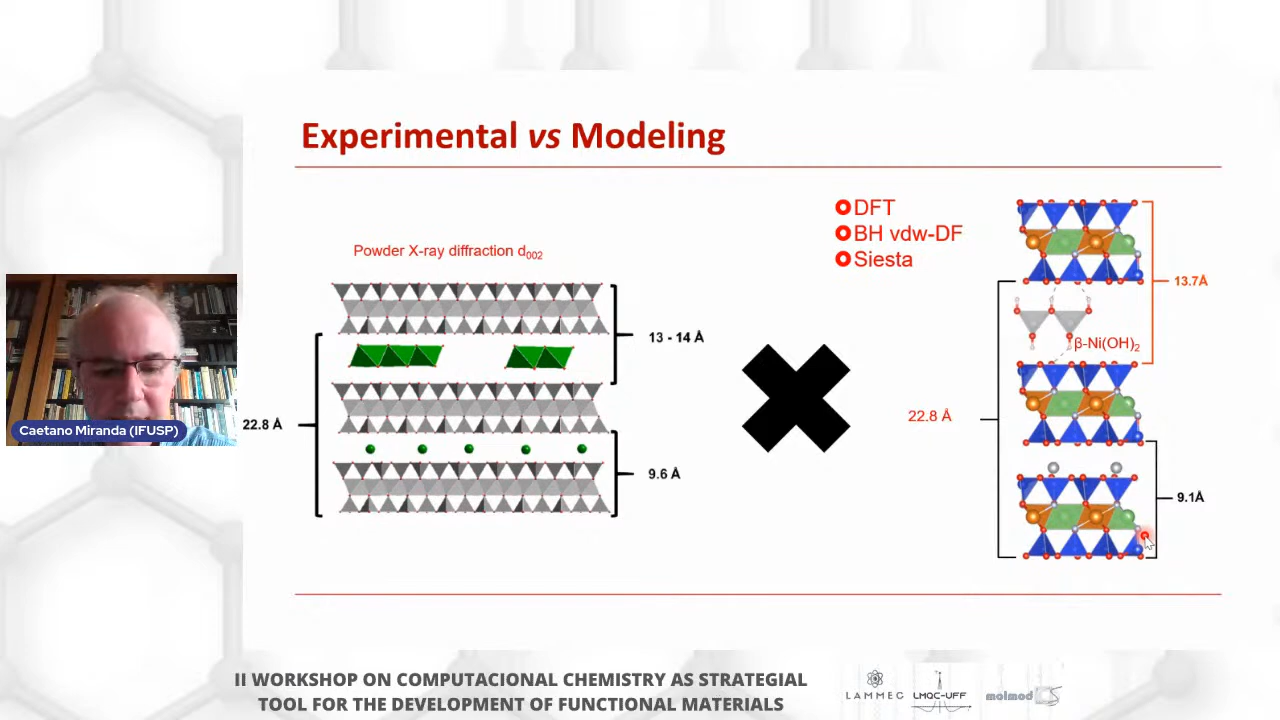 Experimental vs Modeling
Powder X-ray diffraction d002
13 - 14 Å
22.8 Å
9.6 Å
DFT
BH vdw-DF
Siesta
13.7Å
β-Ni(OH)2
22.8 Å
9.1Å
Caetano Miranda (IFUSP)
II WORKSHOP ON COMPUTACIONAL CHEMISTRY AS STRATEGIAL
TOOL FOR THE DEVELOPMENT OF FUNCTIONAL MATERIALS
LAMMEC
LMQC-UFF
molmodCS